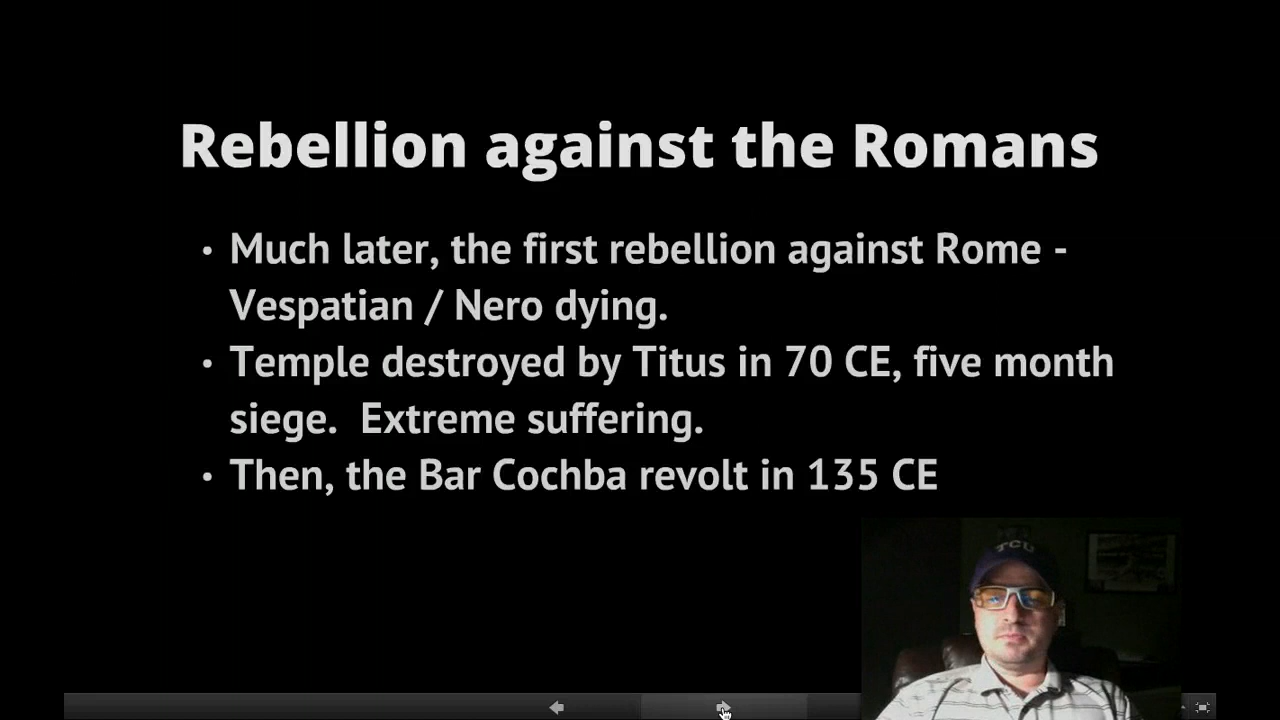 Rebellion against the Romans
• Much later, the first rebellion against Rome -
Vespatian / Nero dying.
• Temple destroyed by Titus in 70 CE, five month
siege.  Extreme suffering.
• Then, the Bar Cochba revolt in 135 CE
TCU